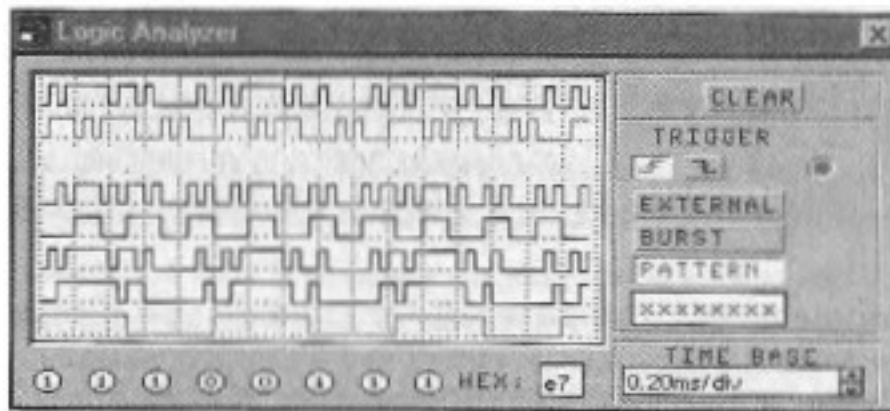 Logic Analyzer X
CLEAR
TRIGGER
EXTERNAL
BURST
PATTERN
xxxxxxxx
TIME BASE
0.20ms/div
HEX: e7